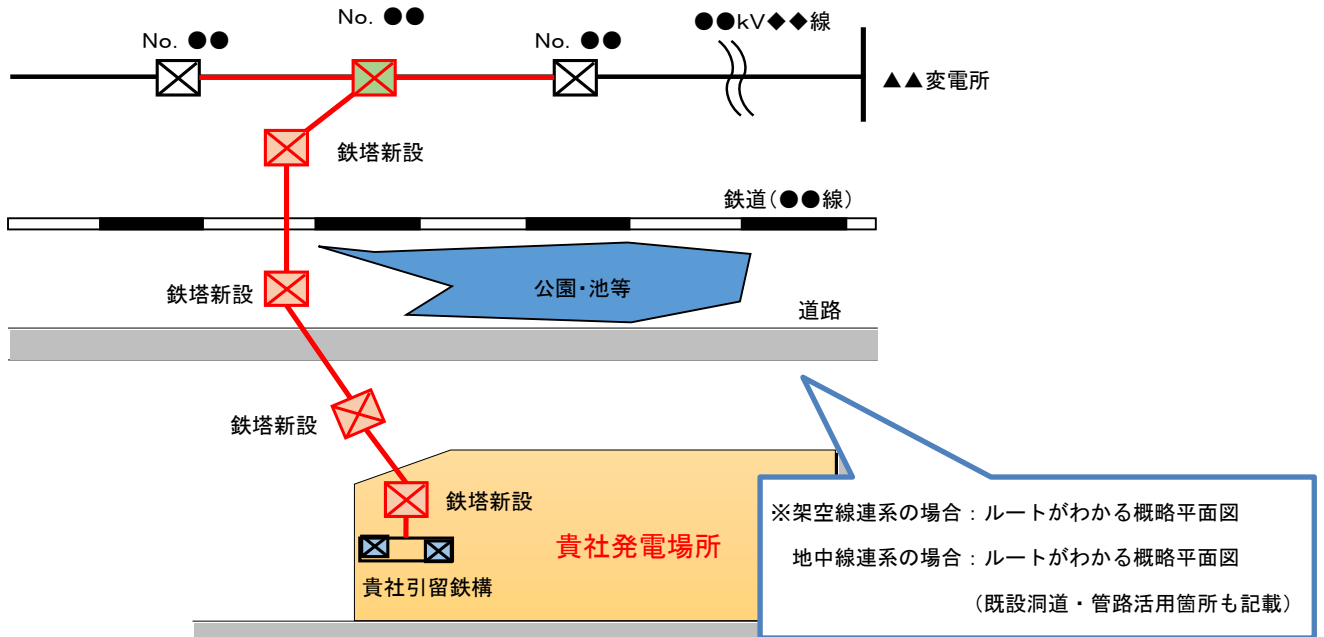 No. ●●
No. ●●
No. ●●
●●kV◆◆線
▲▲変電所
鉄塔新設
鉄道(●●線)
鉄塔新設
公園・池等
道路
鉄塔新設
鉄塔新設
貴社発電場所
貴社引留鉄構
※架空線連系の場合：ルートがわかる概略平面図
地中線連系の場合：ルートがわかる概略平面図
（既設洞道・管路活用箇所も記載）